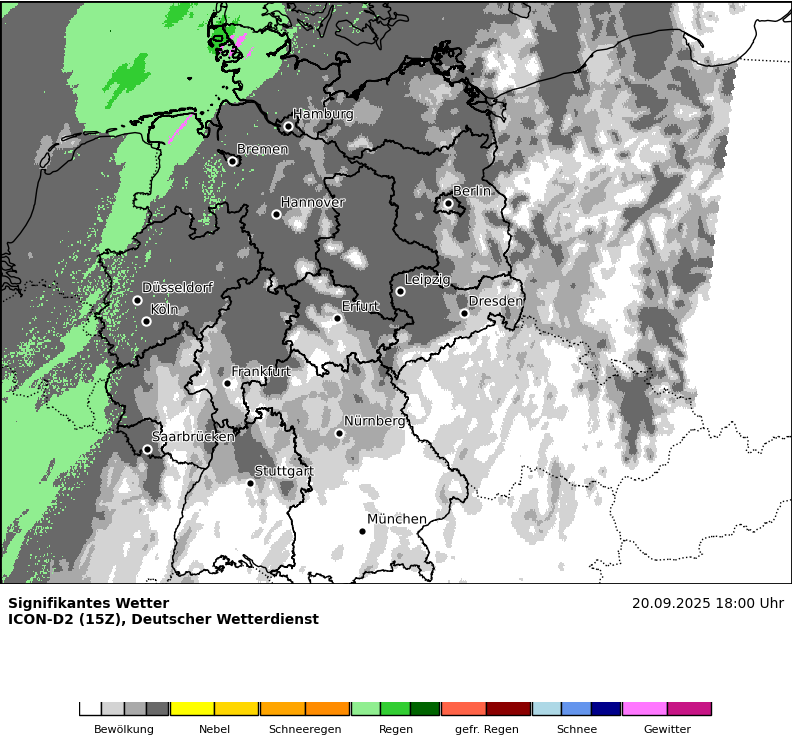 Hamburg
Bremen
Berlin
Hannover
Leipzig
Düsseldorf
Dresden
Köln
Erfurt
Frankfurt
Nürnberg
Saarbrücken
Stuttgart
München
Signifikantes Wetter
20.09.2025 18:00 Uhr
ICON-D2 (15Z), Deutscher Wetterdienst
Bewölkung Nebel Schneeregen Regen gefr. Regen Schnee Gewitter